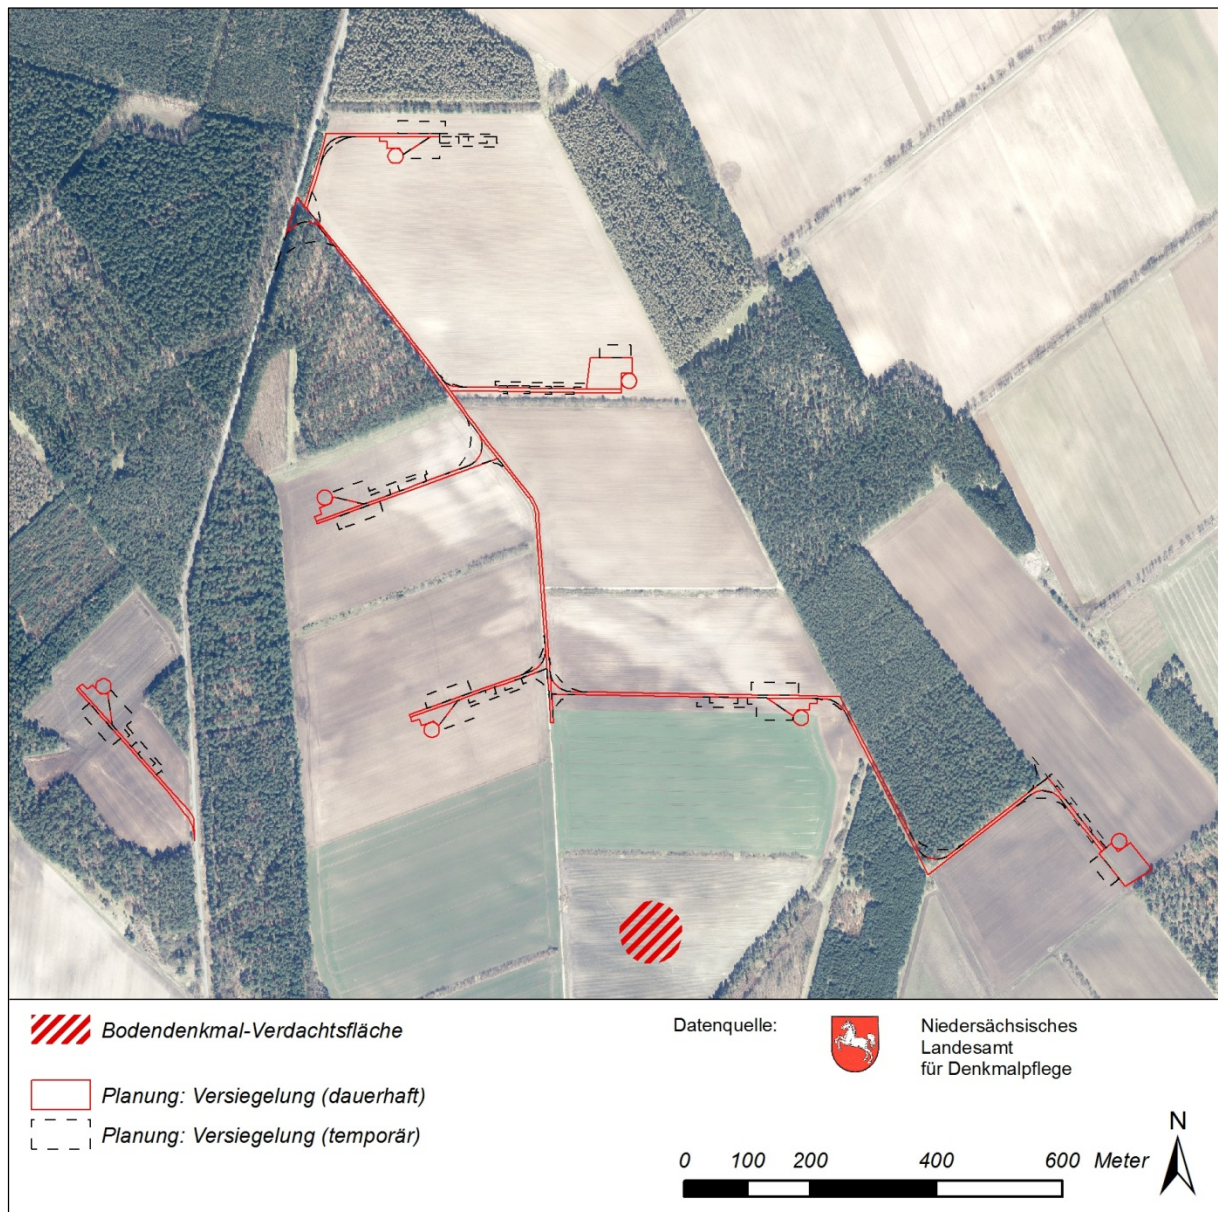 Bodendenkmal-Verdachtsfläche
Planung: Versiegelung (dauerhaft)
Planung: Versiegelung (temporär)
Datenquelle:
Niedersächsisches
Landesamt
für Denkmalpflege
N
0 100 200 400 600 Meter